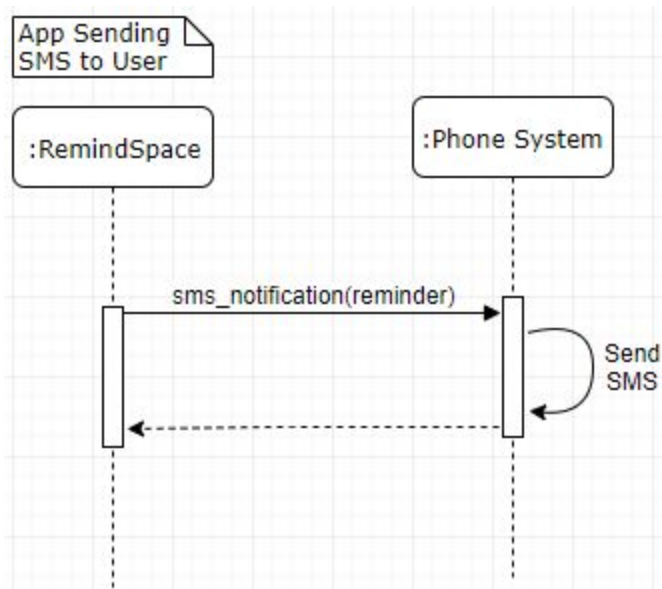 App Sending
SMS to User
:RemindSpace
:Phone System
sms_notification(reminder)
Send
SMS